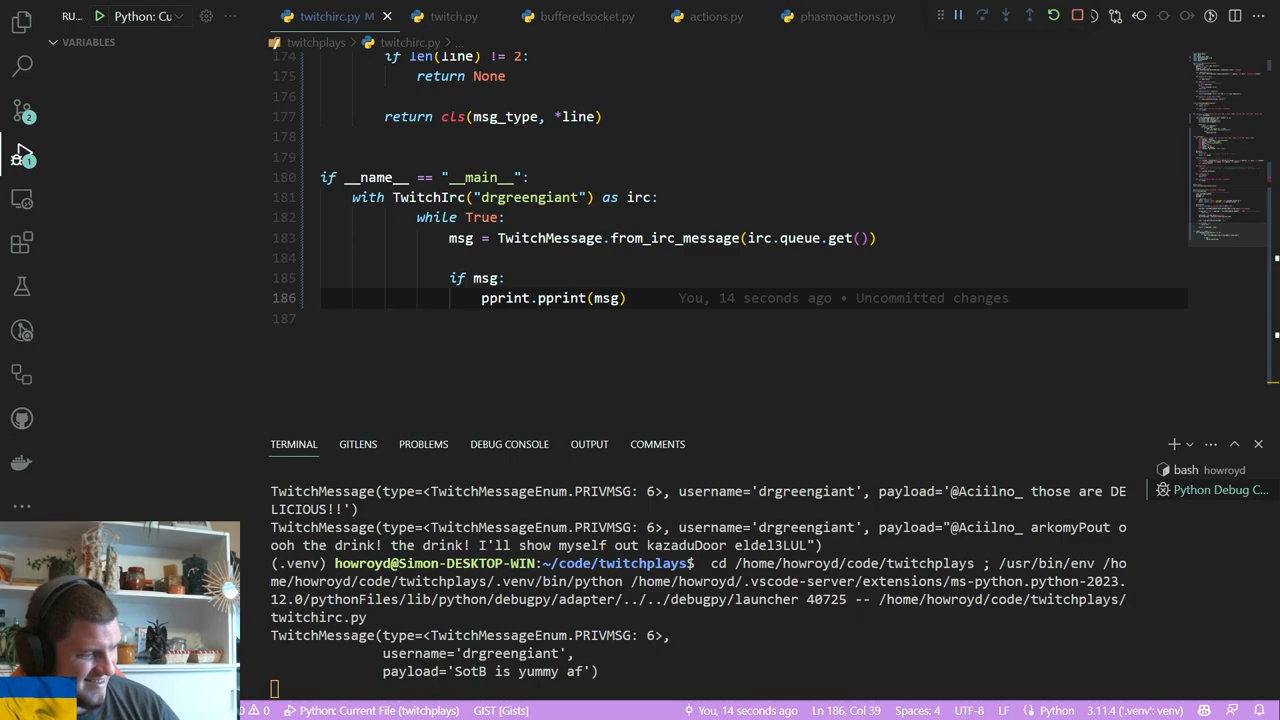 RU...
Python: Cu
twitchirc.py M
twitch.py
bufferedsocket.py
actions.py
phasmoactions.py
VARIABLES
twitchplays > twitchirc.py > ...
174 if len(line) != 2:
175 return None
176
177 return cls(msg_type, *line)
178
179
180 if __name__ == "__main__":
181 with TwitchIrc("drgreengiant") as irc:
182 while True:
183 msg = TwitchMessage.from_irc_message(irc.queue.get())
184
185 if msg:
186 pprint.pprint(msg) You, 14 seconds ago • Uncommitted changes
187
2
1
TERMINAL
GITLENS
PROBLEMS
DEBUG CONSOLE
OUTPUT
COMMENTS
bash howroyd
Python Debug C...
TwitchMessage(type=<TwitchMessageEnum.PRIVMSG: 6>, username='drgreengiant', payload='@Aciilno_ those are DE
LICIOUS!!')
TwitchMessage(type=<TwitchMessageEnum.PRIVMSG: 6>, username='drgreengiant', payload="@Aciilno_ arkomyPout o
ooh the drink! the drink! I'll show myself out kazaduDoor eldel3LUL")
(.venv) howroyd@Simon-DESKTOP-WIN:~/code/twitchplays$ cd /home/howroyd/code/twitchplays ; /usr/bin/env /ho
me/howroyd/code/twitchplays/.venv/bin/python /home/howroyd/.vscode-server/extensions/ms-python.python-2023.
12.0/pythonFiles/lib/python/debugpy/adapter/../../debugpy/launcher 40725 -- /home/howroyd/code/twitchplays/
twitchirc.py
TwitchMessage(type=<TwitchMessageEnum.PRIVMSG: 6>,
username='drgreengiant',
payload='SotB is yummy af')
0 0
Python: Current File (twitchplays)
GIST [Gists]
You, 14 seconds ago
Ln 186, Col 39
Spaces: 4
UTF-8
LF
Python
3.11.4 ('.venv': venv)